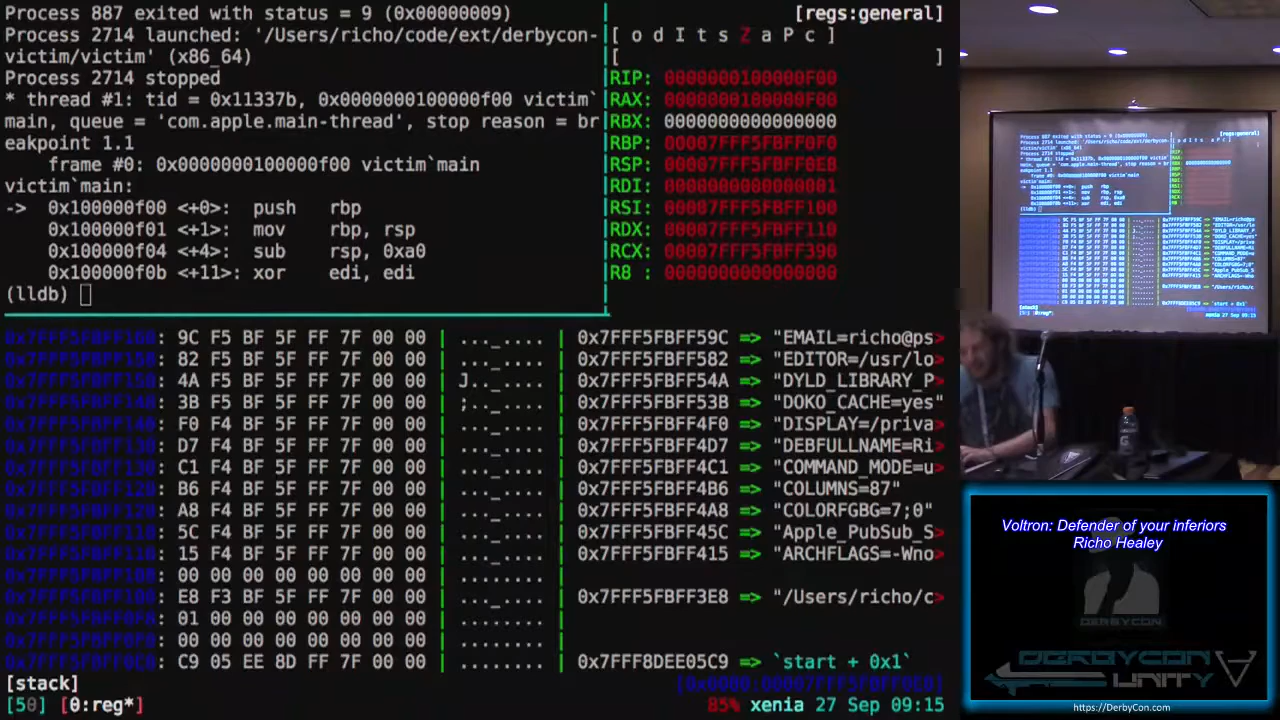 Process 887 exited with status = 9 (0x00000009)
Process 2714 launched: '/Users/richo/code/ext/derbycon-
victim/victim' (x86_64)
Process 2714 stopped
* thread #1: tid = 0x11337b, 0x0000000100000f00 victim`
main, queue = 'com.apple.main-thread', stop reason = br
eakpoint 1.1
frame #0: 0x0000000100000f00 victim`main
victim`main:
-> 0x100000f00 <+0>: push rbp
0x100000f01 <+1>: mov rbp, rsp
0x100000f04 <+4>: sub rsp, 0xa0
0x100000f0b <+11>: xor edi, edi
(lldb)
[regs:general]
[ o d I t s Z a P c ]
[ ]
RIP: 0000000100000F00
RAX: 0000000100000F00
RBX: 0000000000000000
RBP: 00007FFF5FBFF0F0
RSP: 00007FFF5FBFF0E8
RDI: 0000000000000001
RSI: 00007FFF5FBFF100
RDX: 00007FFF5FBFF110
RCX: 00007FFF5FBFF390
R8 : 0000000000000000
9C F5 BF 5F FF 7F 00 00 | ..._.... | 0x7FFF5FBFF59C => "EMAIL=richo@ps>
82 F5 BF 5F FF 7F 00 00 | ..._.... | 0x7FFF5FBFF582 => "EDITOR=/usr/lo>
4A F5 BF 5F FF 7F 00 00 | J.._.... | 0x7FFF5FBFF54A => "DYLD_LIBRARY_P>
3B F5 BF 5F FF 7F 00 00 | ;.._.... | 0x7FFF5FBFF53B => "DOKO_CACHE=yes"
F0 F4 BF 5F FF 7F 00 00 | ..._.... | 0x7FFF5FBFF4F0 => "DISPLAY=/priva>
D7 F4 BF 5F FF 7F 00 00 | ..._.... | 0x7FFF5FBFF4D7 => "DEBFULLNAME=Ri>
C1 F4 BF 5F FF 7F 00 00 | ..._.... | 0x7FFF5FBFF4C1 => "COMMAND_MODE=u>
B6 F4 BF 5F FF 7F 00 00 | ..._.... | 0x7FFF5FBFF4B6 => "COLUMNS=87"
A8 F4 BF 5F FF 7F 00 00 | ..._.... | 0x7FFF5FBFF4A8 => "COLORFGBG=7;0"
5C F4 BF 5F FF 7F 00 00 | \.._.... | 0x7FFF5FBFF45C => "Apple_PubSub_S>
15 F4 BF 5F FF 7F 00 00 | ..._.... | 0x7FFF5FBFF415 => "ARCHFLAGS=-Wno>
00 00 00 00 00 00 00 00 | ........ |
E8 F3 BF 5F FF 7F 00 00 | ..._.... | 0x7FFF5FBFF3E8 => "/Users/richo/c>
01 00 00 00 00 00 00 00 | ........ |
00 00 00 00 00 00 00 00 | ........ |
C9 05 EE 8D FF 7F 00 00 | ........ | 0x7FFF8DEE05C9 => `start + 0x1`
[stack] [0x0000:00007FFF5FBFF0E8]
[50] [0:reg*] 85% xenia 27 Sep 09:15
Voltron: Defender of your inferiors
Richo Healey
DERBYCON
DERBYCON
UNITY
https://DerbyCon.com